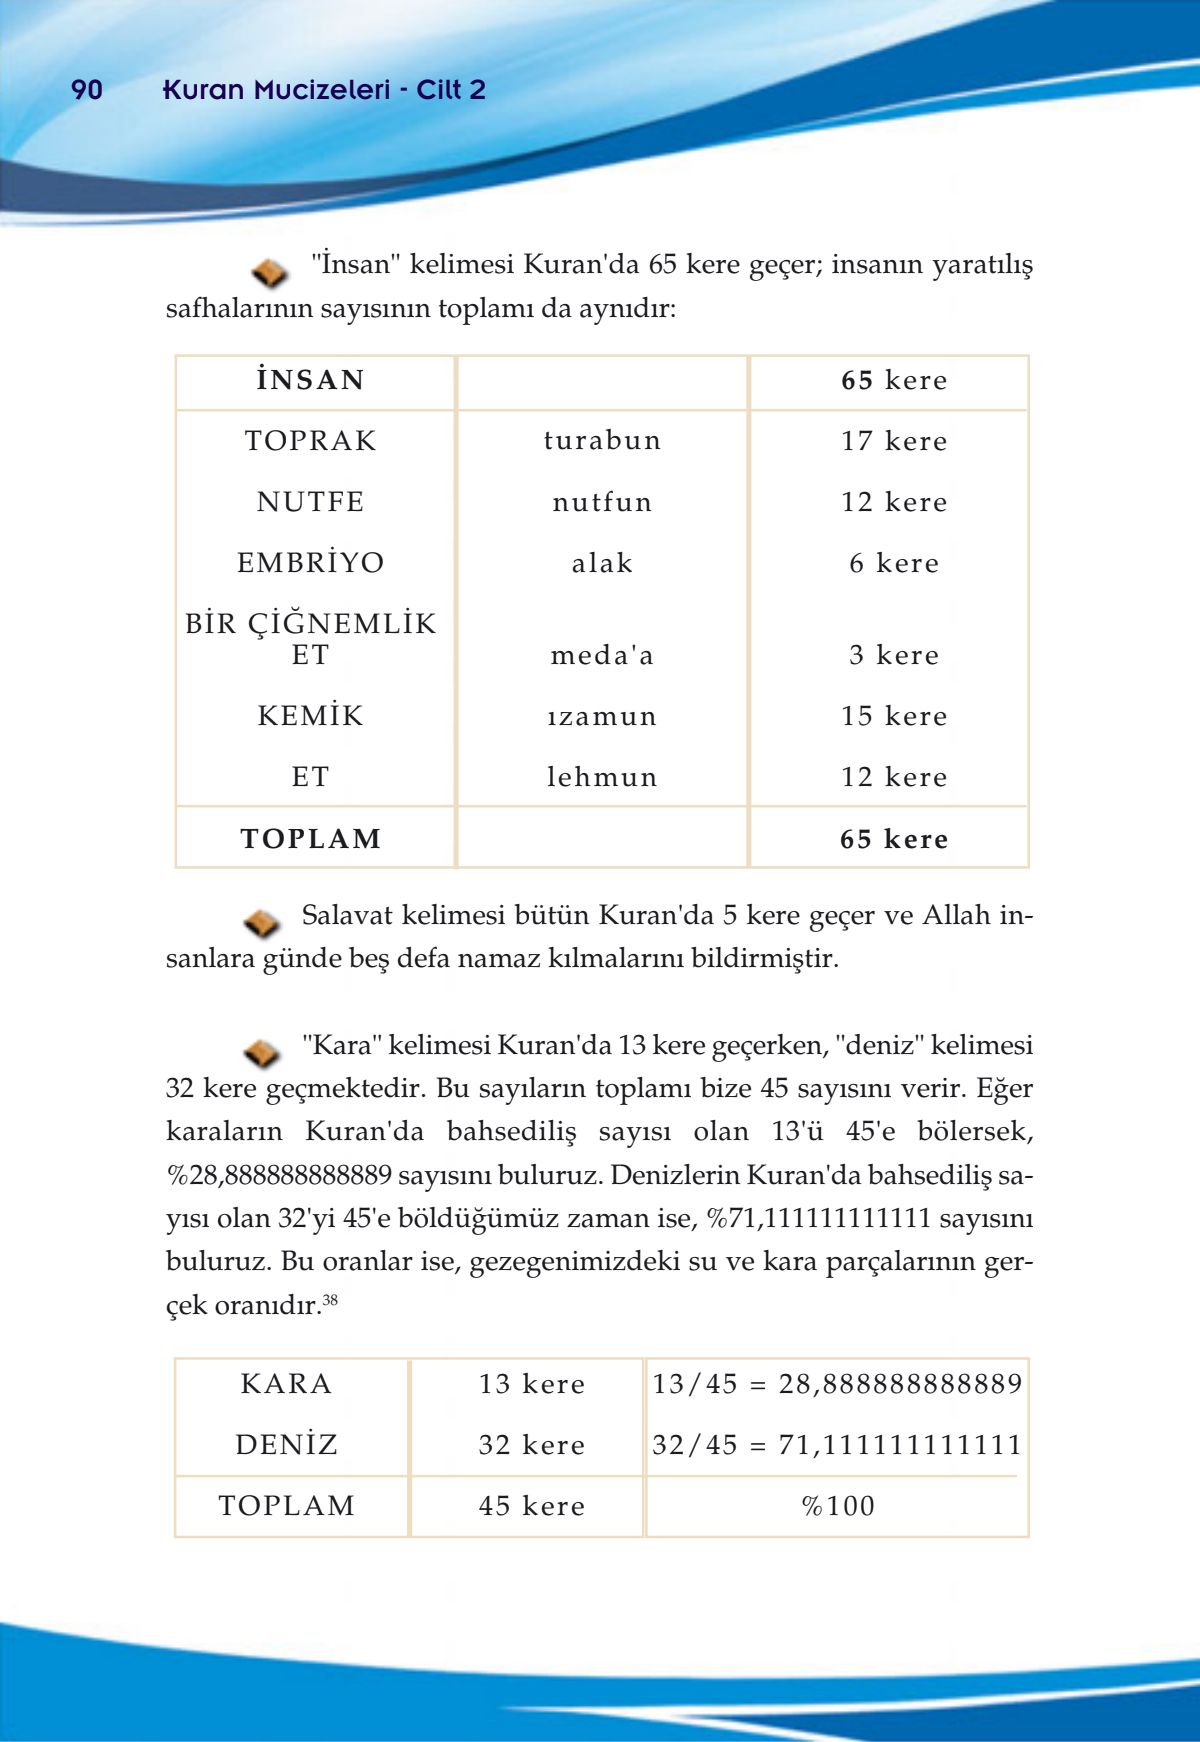 90 Kuran Mucizeleri - Cilt 2
"İnsan" kelimesi Kuran'da 65 kere geçer; insanın yaratılış
safhalarının sayısının toplamı da aynıdır:
İNSAN 65 kere
TOPRAK turabun 17 kere
NUTFE nutfun 12 kere
EMBRİYO alak 6 kere
BİR ÇİĞNEMLİK
ET meda'a 3 kere
KEMİK ızamun 15 kere
ET lehmun 12 kere
TOPLAM 65 kere
Salavat kelimesi bütün Kuran'da 5 kere geçer ve Allah in-
sanlara günde beş defa namaz kılmalarını bildirmiştir.
"Kara" kelimesi Kuran'da 13 kere geçerken, "deniz" kelimesi
32 kere geçmektedir. Bu sayıların toplamı bize 45 sayısını verir. Eğer
karaların Kuran'da bahsediliş sayısı olan 13'ü 45'e bölersek,
%28,888888888889 sayısını buluruz. Denizlerin Kuran'da bahsediliş sa-
yısı olan 32'yi 45'e böldüğümüz zaman ise, %71,111111111111 sayısını
buluruz. Bu oranlar ise, gezegenimizdeki su ve kara parçalarının ger-
çek oranıdır.38
KARA 13 kere 13/45 = 28,888888888889
DENİZ 32 kere 32/45 = 71,111111111111
TOPLAM 45 kere %100